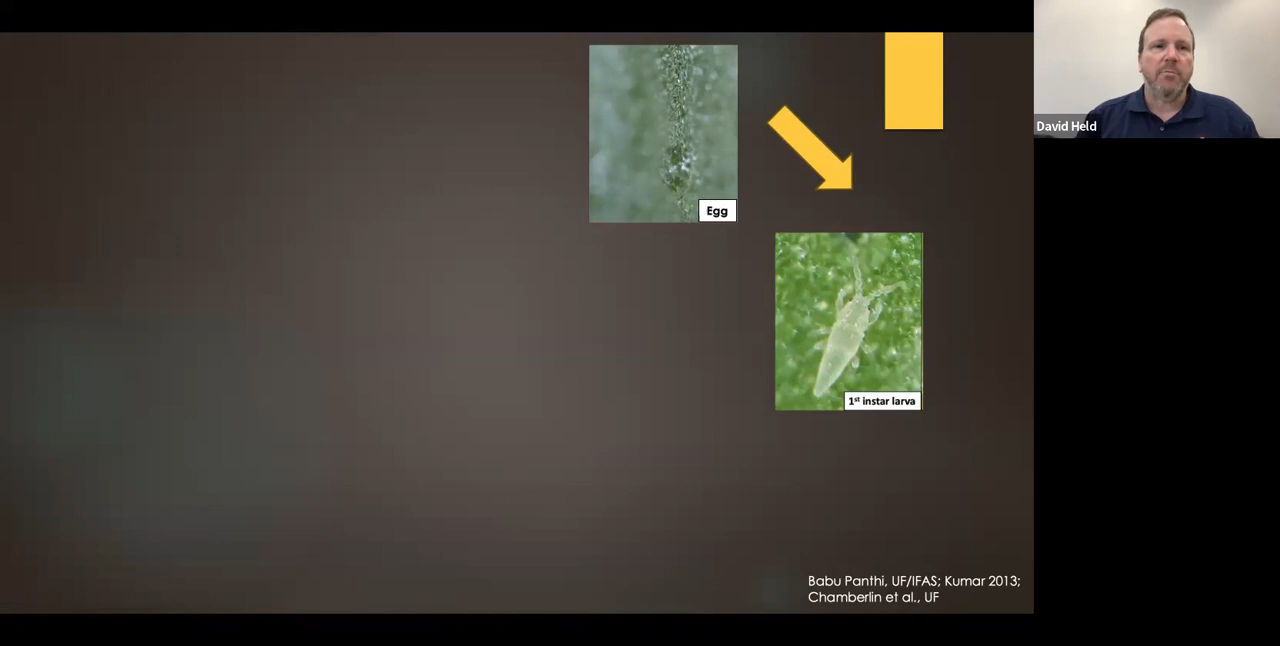 David Held
Egg
1st instar larva
Babu Panthi, UF/IFAS; Kumar 2013;
Chamberlin et al., UF